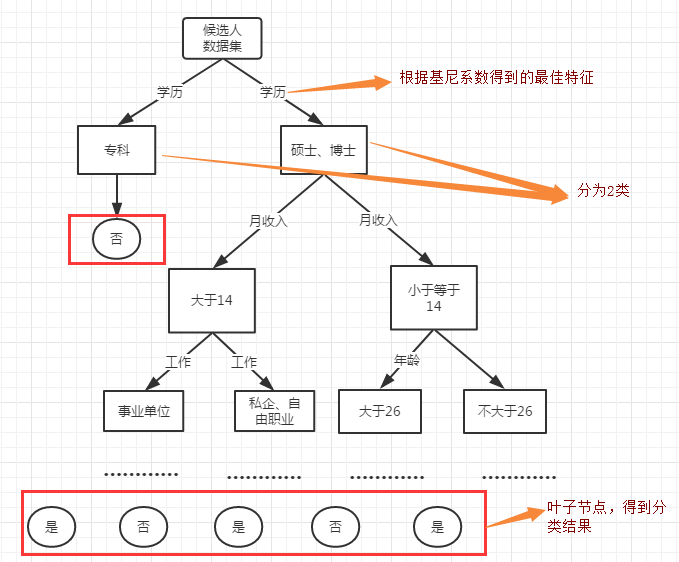 候选人
数据集
学历
学历
根据基尼系数得到的最佳特征
专科
硕士、博士
分为2类
否
月收入
月收入
大于14
小于等于
14
工作
工作
年龄
事业单位
私企、自
由职业
大于26
不大于26
是
否
是
否
是
叶子节点，得到分
类结果